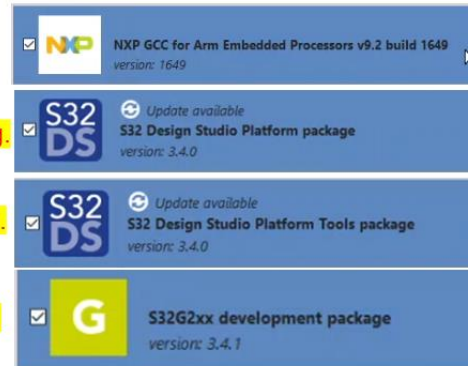 NXP
NXP GCC for Arm Embedded Processors v9.2 build 1649
version: 1649
g.
S32
DS
Update available
S32 Design Studio Platform package
version: 3.4.0
.
S32
DS
Update available
S32 Design Studio Platform Tools package
version: 3.4.0
G
S32G2xx development package
version: 3.4.1